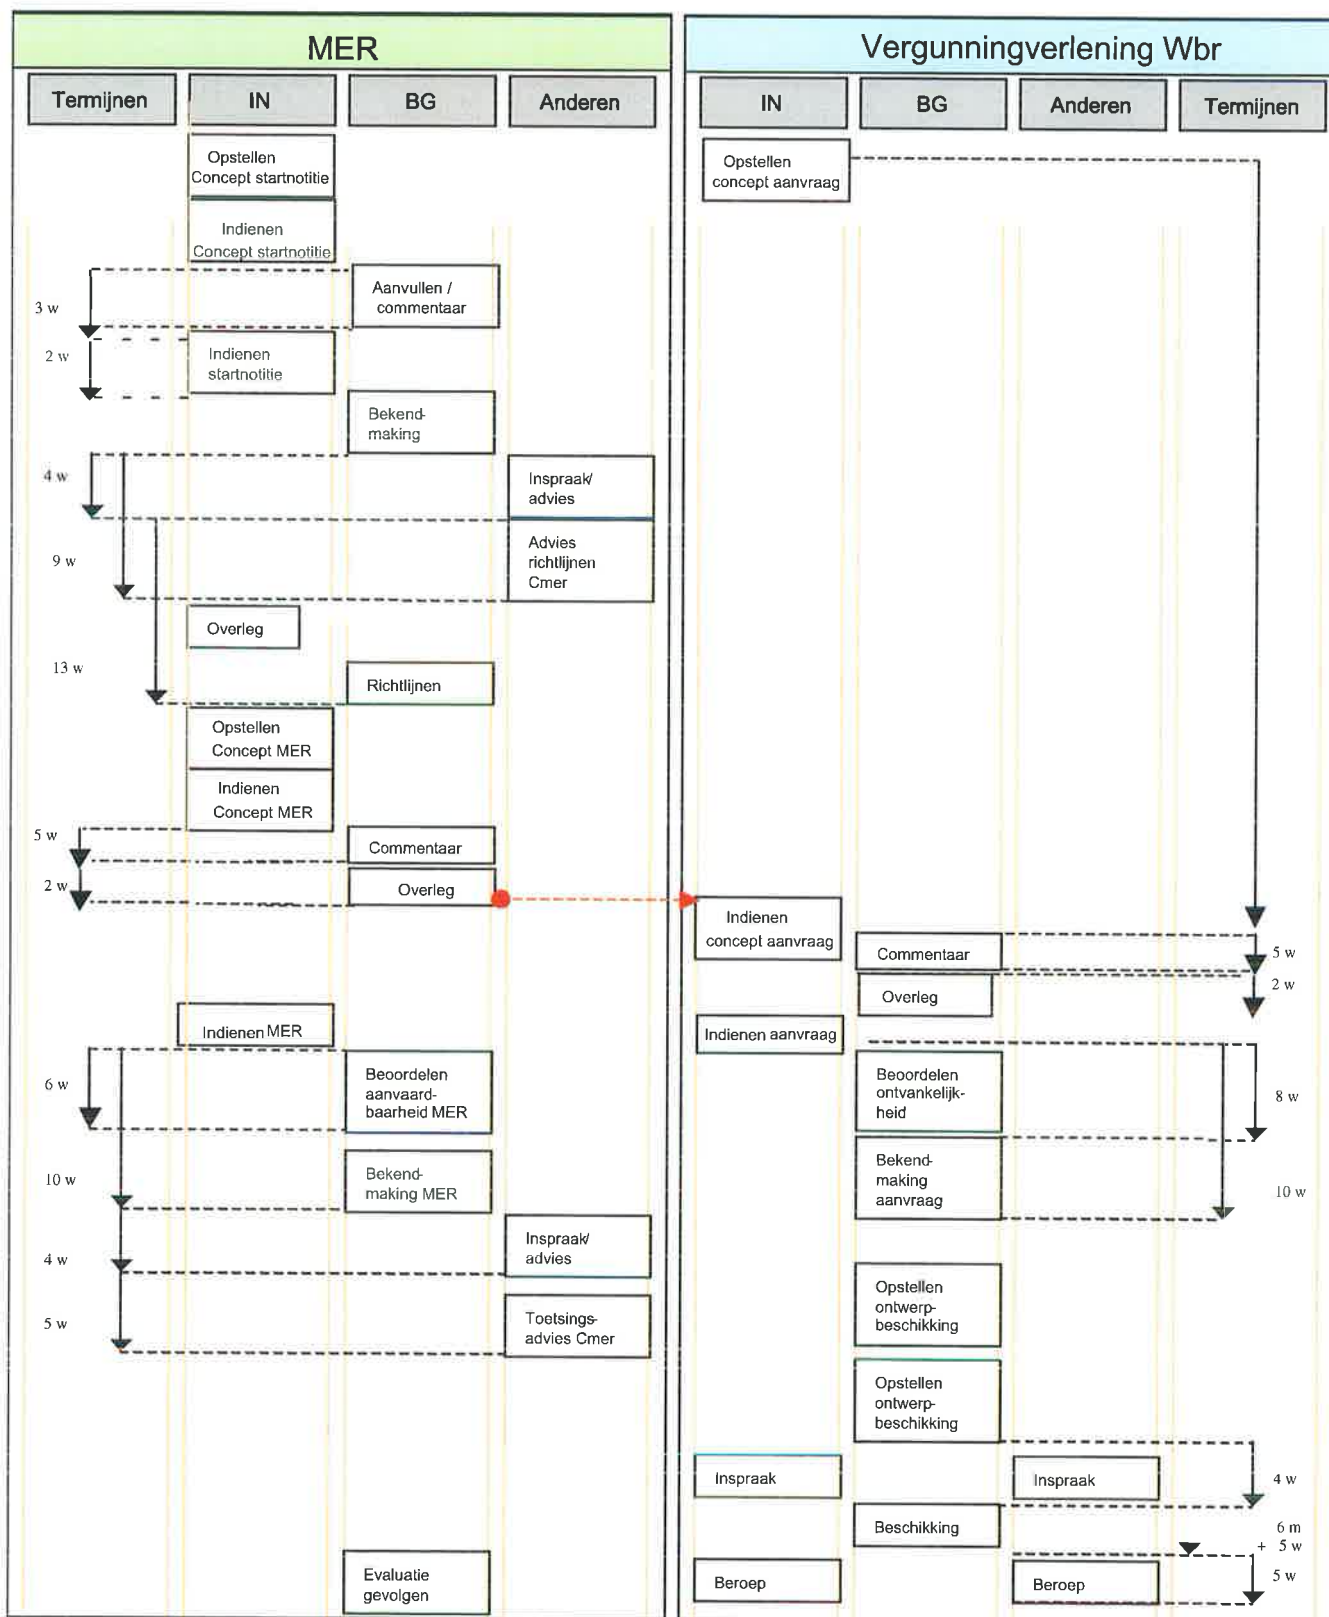 MER
Termijnen
IN
BG
Anderen
Opstellen
Concept startnotitie
Indienen
Concept startnotitie
Aanvullen /
commentaar
3 w
2 w
Indienen
startnotitie
Bekend-
making
4 w
Inspraak/
advies
9 w
Advies
richtlijnen
Cmer
Overleg
13 w
Richtlijnen
Opstellen
Concept MER
Indienen
Concept MER
5 w
Commentaar
2 w
Overleg
Indienen MER
6 w
Beoordelen
aanvaard-
baarheid MER
10 w
Bekend-
making MER
4 w
Inspraak/
advies
5 w
Toetsings-
advies Cmer
Evaluatie
gevolgen
Vergunningverlening Wbr
IN
BG
Anderen
Termijnen
Opstellen
concept aanvraag
Indienen
concept aanvraag
Commentaar
5 w
Overleg
2 w
Indienen aanvraag
Beoordelen
ontvankelijk-
heid
8 w
Bekend-
making
aanvraag
10 w
Opstellen
ontwerp-
beschikking
Opstellen
ontwerp-
beschikking
Inspraak
Inspraak
4 w
Beschikking
6 m
+ 5 w
Beroep
Beroep
5 w